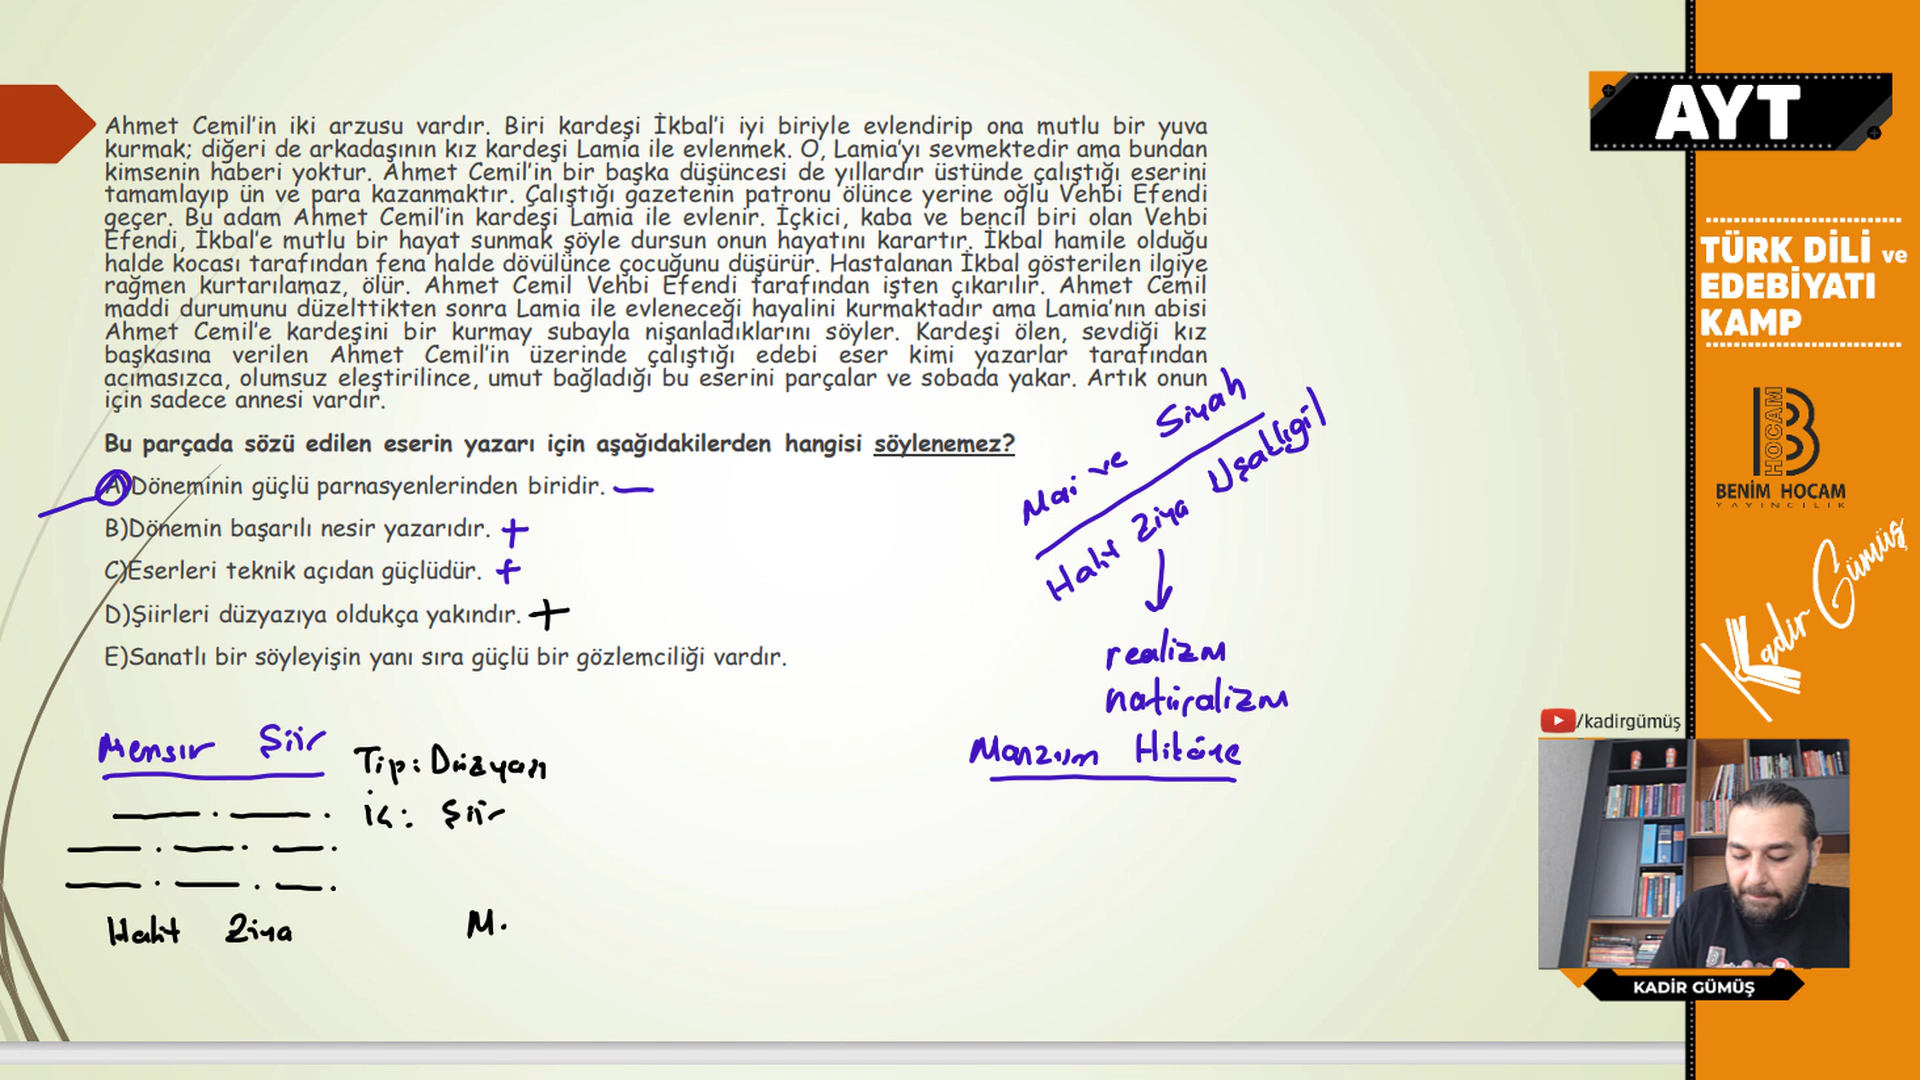 Ahmet Cemil’in iki arzusu vardır. Biri kardeşi İkbal’i iyi biriyle evlendirip ona mutlu bir yuva
kurmak; diğeri de arkadaşının kız kardeşi Lamia ile evlenmek. O, Lamia’yı sevmektedir ama bundan
kimsenin haberi yoktur. Ahmet Cemil’in bir başka düşüncesi de yıllardır üstünde çalıştığı eserini
tamamlayıp ün ve para kazanmaktır. Çalıştığı gazetenin patronu ölünce yerine oğlu Vehbi Efendi
geçer. Bu adam Ahmet Cemil’in kardeşi Lamia ile evlenir. İçkici, kaba ve bencil biri olan Vehbi
Efendi, İkbal’e mutlu bir hayat sunmak şöyle dursun onun hayatını karartır. İkbal hamile olduğu
halde kocası tarafından fena halde dövülünce çocuğunu düşürür. Hastalanan İkbal gösterilen ilgiye
rağmen kurtarılamaz, ölür. Ahmet Cemil Vehbi Efendi tarafından işten çıkarılır. Ahmet Cemil
maddi durumunu düzelttikten sonra Lamia ile evleneceği hayalini kurmaktadır ama Lamia’nın abisi
Ahmet Cemil’e kardeşini bir kurmay subayla nişanladıklarını söyler. Kardeşi ölen, sevdiği kız
başkasına verilen Ahmet Cemil’in üzerinde çalıştığı edebi eser kimi yazarlar tarafından
acımasızca, olumsuz eleştirilince, umut bağladığı bu eserini parçalar ve sobada yakar. Artık onun
için sadece annesi vardır.
Bu parçada sözü edilen eserin yazarı için aşağıdakilerden hangisi söylenemez?
A)Döneminin güçlü parnasyenlerinden biridir. —
B)Dönemin başarılı nesir yazarıdır. +
C)Eserleri teknik açıdan güçlüdür. +
D)Şiirleri düzyazıya oldukça yakındır. +
E)Sanatlı bir söyleyişin yanı sıra güçlü bir gözlemciliği vardır.
Mai ve Siyah
Halit Ziya Uşaklıgil
realizm
natüralizm
Manzum Hikâye
Mensur Şiir
Tip: Düzyazı
İç: Şiir
Halit Ziya
M.
AYT
TÜRK DİLİ ve
EDEBİYATI
KAMP
B
HOCAM
BENİM HOCAM
YAYINCILIK
Kadir Gümüş
/kadirgümüş
KADİR GÜMÜŞ